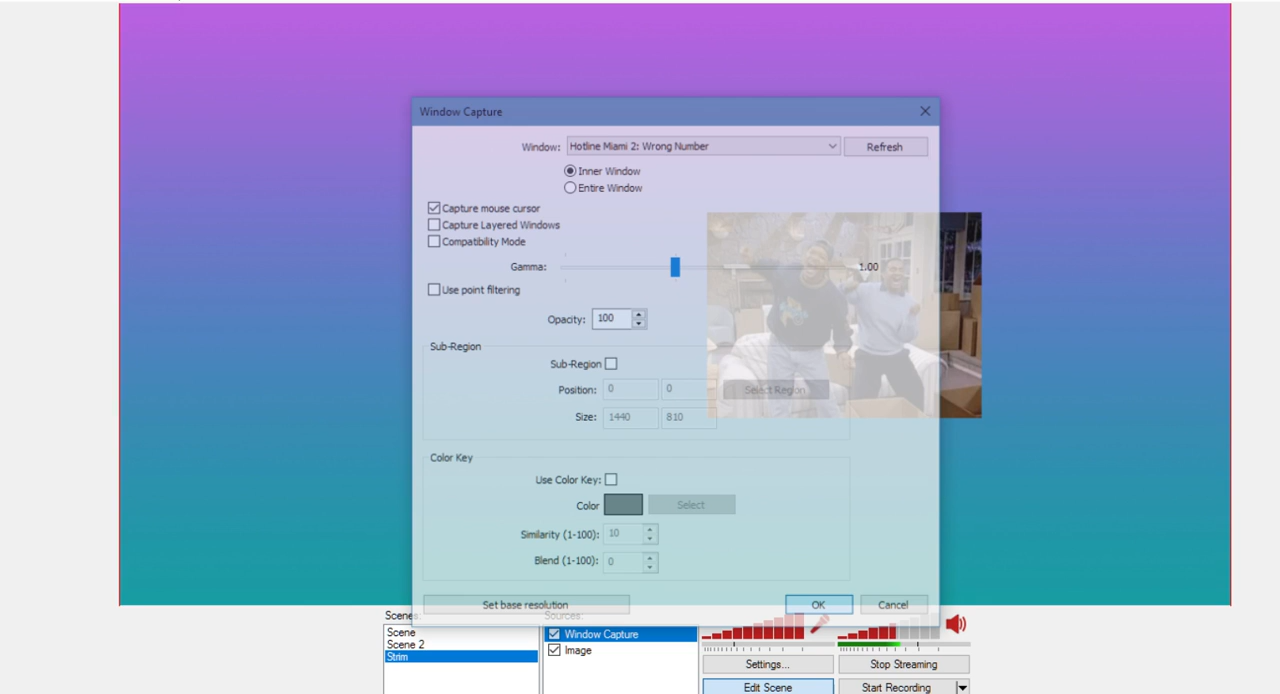 Window Capture
Window: Hotline Miami 2: Wrong Number Refresh
Inner Window
Entire Window
Capture mouse cursor
Capture Layered Windows
Compatibility Mode
Gamma: 1.00
Use point filtering
Opacity: 100
Sub-Region
Sub-Region
Position: 0 0 Select Region
Size: 1440 810
Color Key
Use Color Key:
Color Select
Similarity (1-100): 10
Blend (1-100): 0
Set base resolution OK Cancel
Scenes: Sources:
Scene
Scene 2
Strim
Window Capture
Image
Settings... Stop Streaming
Edit Scene Start Recording